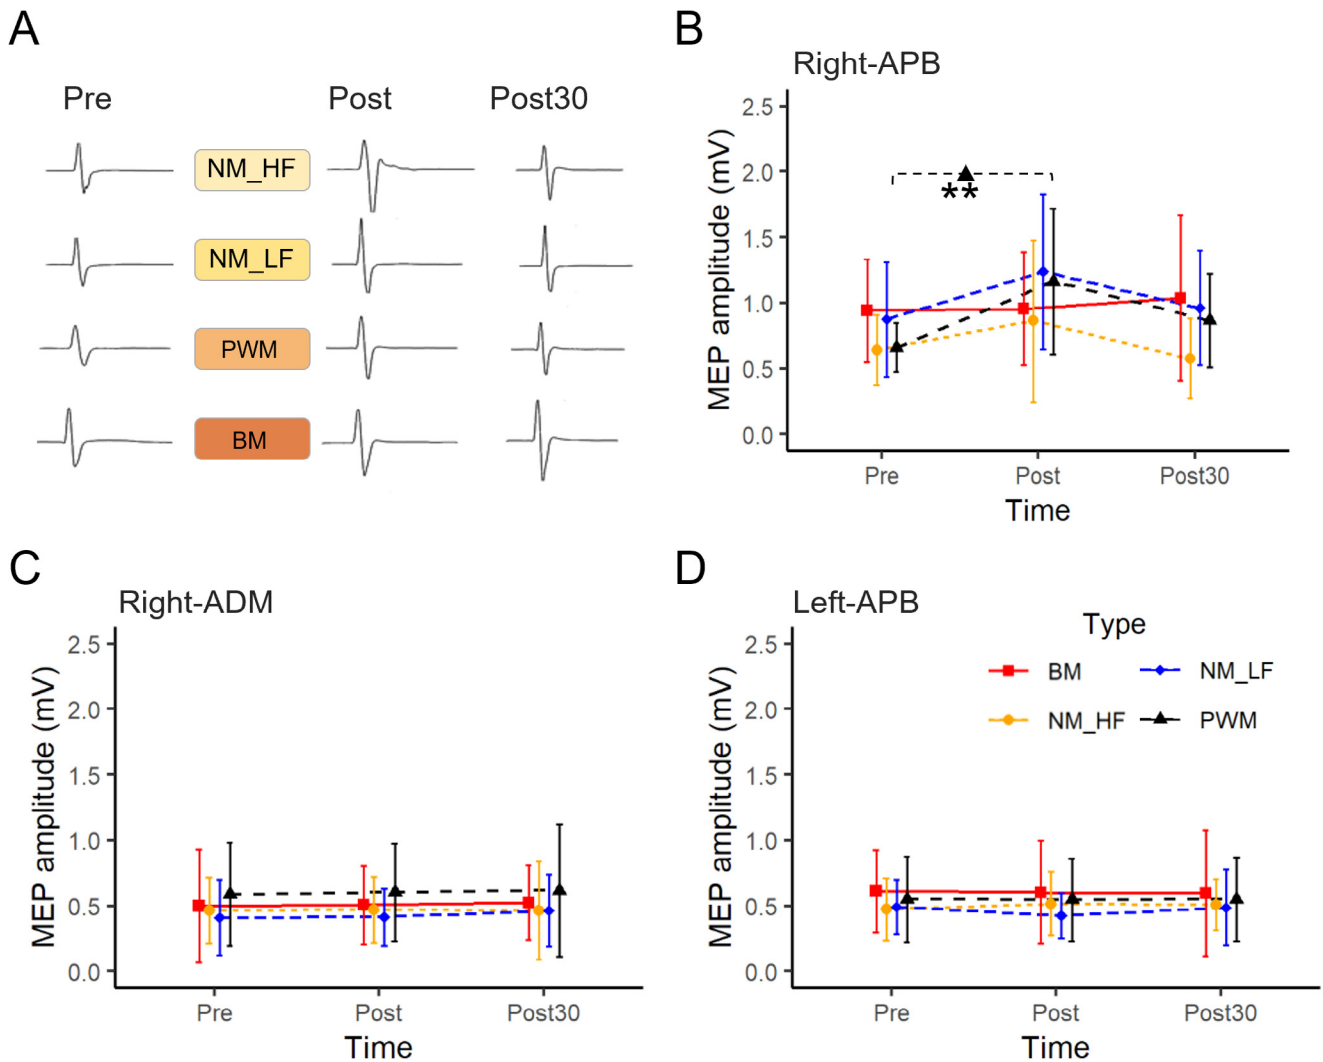 A
Pre Post Post30
NM_HF
NM_LF
PWM
BM
B
Right-APB
MEP amplitude (mV)
2.5
2.0
1.5
1.0
0.5
0.0
**
Pre Post Post30
Time
C
Right-ADM
MEP amplitude (mV)
2.5
2.0
1.5
1.0
0.5
0.0
Pre Post Post30
Time
D
Left-APB
Type
BM NM_LF
NM_HF PWM
MEP amplitude (mV)
2.5
2.0
1.5
1.0
0.5
0.0
Pre Post Post30
Time